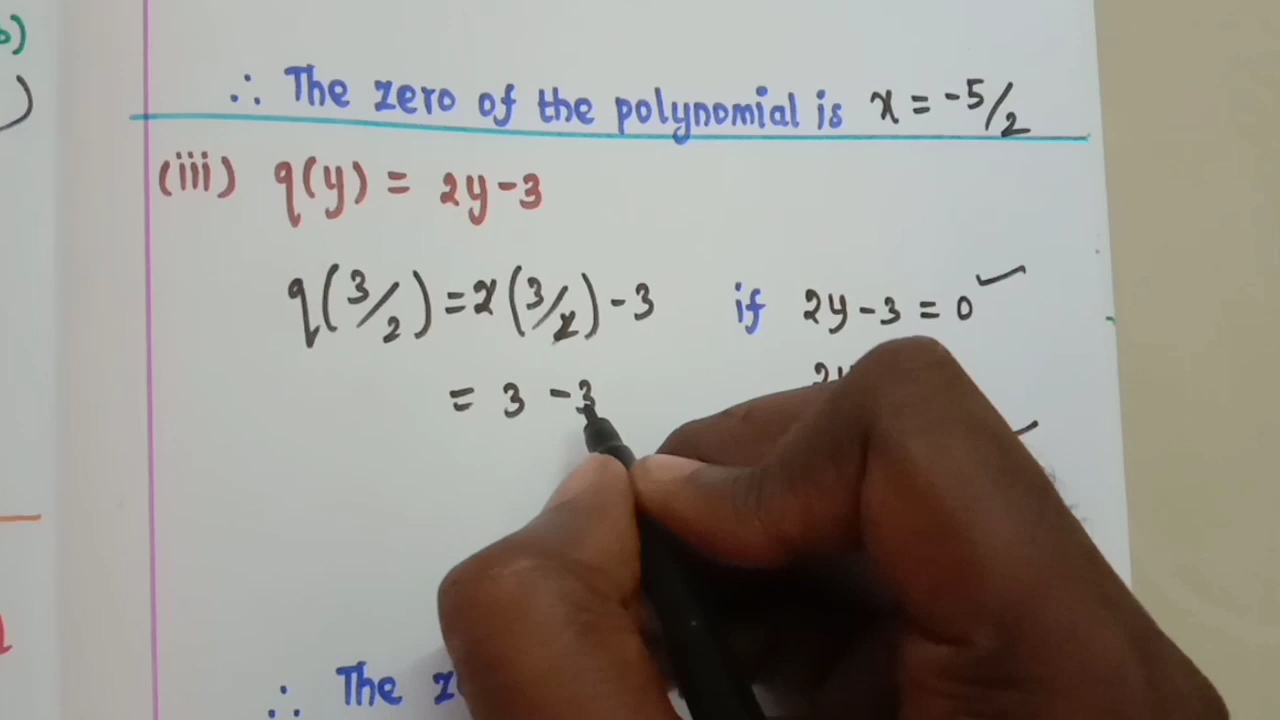 b)
)
∴ The zero of the polynomial is x = -5/2
(iii) q(y) = 2y-3
q(3/2) = 2(3/2) - 3 if 2y - 3 = 0
= 3 - 3 2y
∴ The